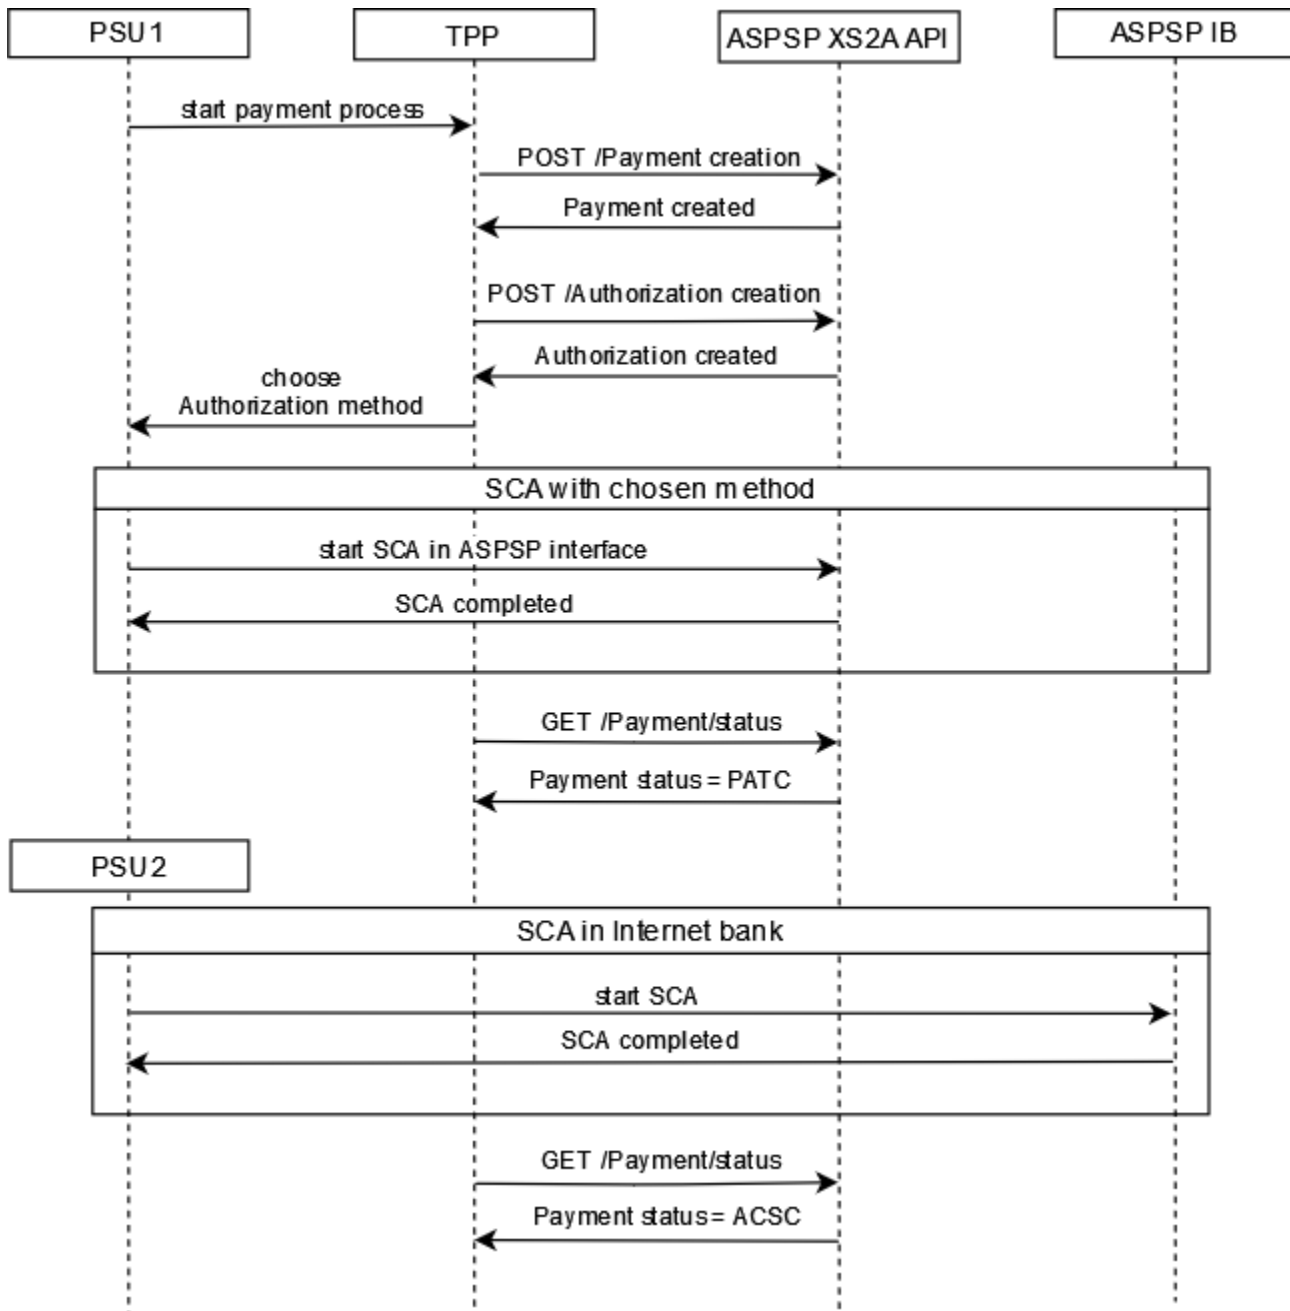 PSU1
TPP
ASPSP XS2A API
ASPSP IB
start payment process
POST /Payment creation
Payment created
POST /Authorization creation
Authorization created
choose
Authorization method
SCA with chosen method
start SCA in ASPSP interface
SCA completed
GET /Payment/status
Payment status = PATC
PSU2
SCA in Internet bank
start SCA
SCA completed
GET /Payment/status
Payment status = ACSC